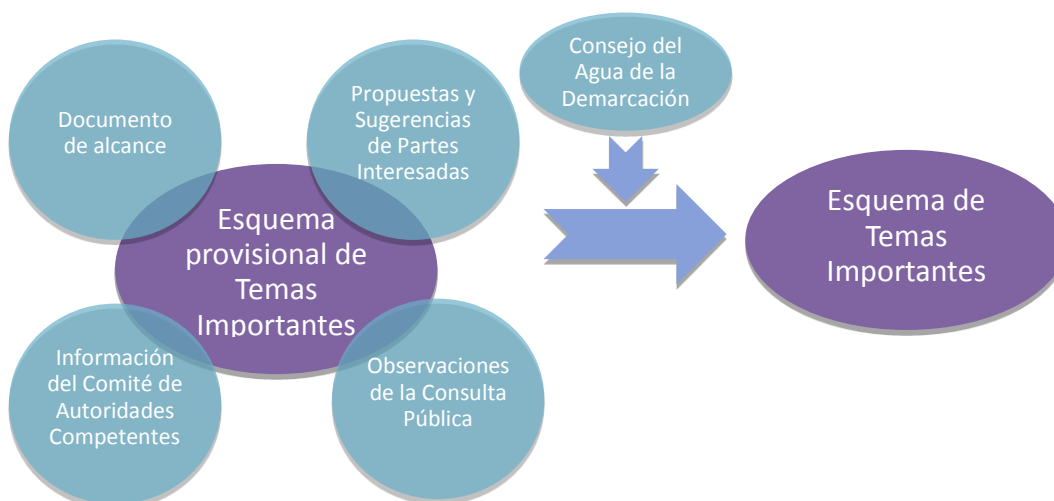 Documento
de alcance
Propuestas y
Sugerencias
de Partes
Interesadas
Esquema
provisional de
Temas
Importantes
Información
del Comité de
Autoridades
Competentes
Observaciones
de la Consulta
Pública
Consejo del
Agua de la
Demarcación
Esquema de
Temas
Importantes